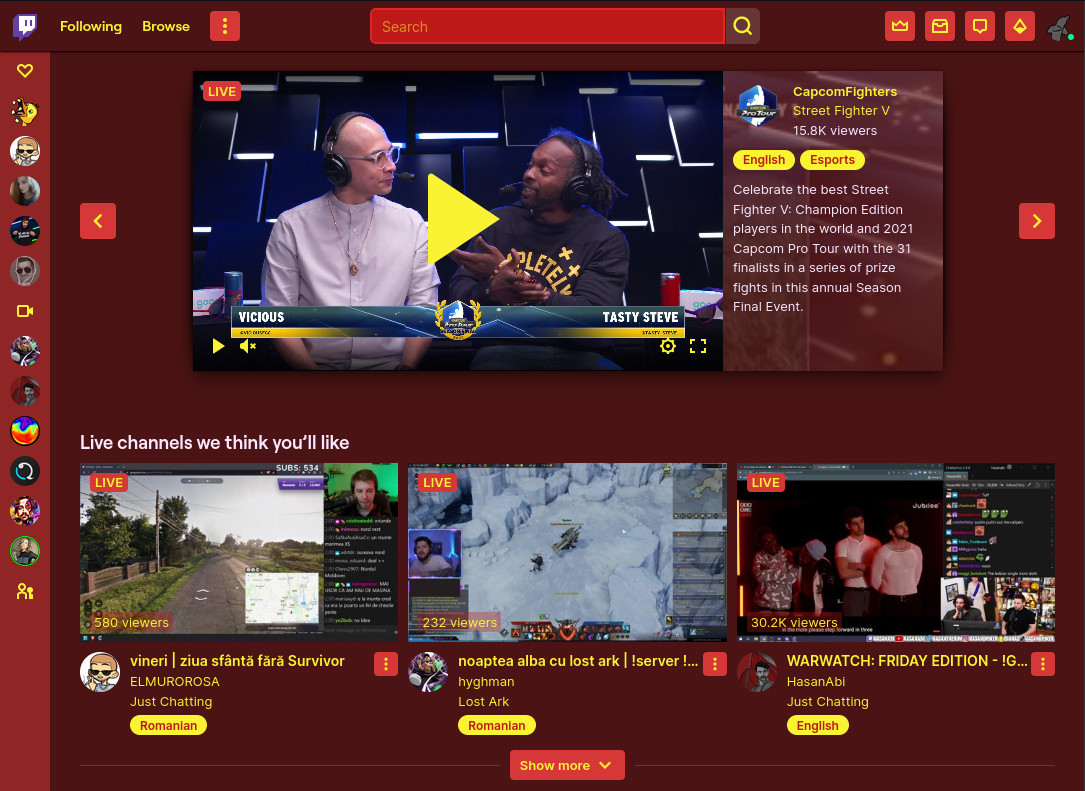 Following
Browse
Search
LIVE
VICIOUS
TASTY STEVE
CapcomFighters
Street Fighter V
15.8K viewers
English
Esports
Celebrate the best Street
Fighter V: Champion Edition
players in the world and 2021
Capcom Pro Tour with the 31
finalists in a series of prize
fights in this annual Season
Final Event.
Live channels we think you’ll like
LIVE
SUBS: 534
580 viewers
vineri | ziua sfântă fără Survivor
ELMUROROSA
Just Chatting
Romanian
LIVE
232 viewers
noaptea alba cu lost ark | !server !...
hyghman
Lost Ark
Romanian
LIVE
Jubilee
30.2K viewers
WARWATCH: FRIDAY EDITION - !G...
HasanAbi
Just Chatting
English
Show more